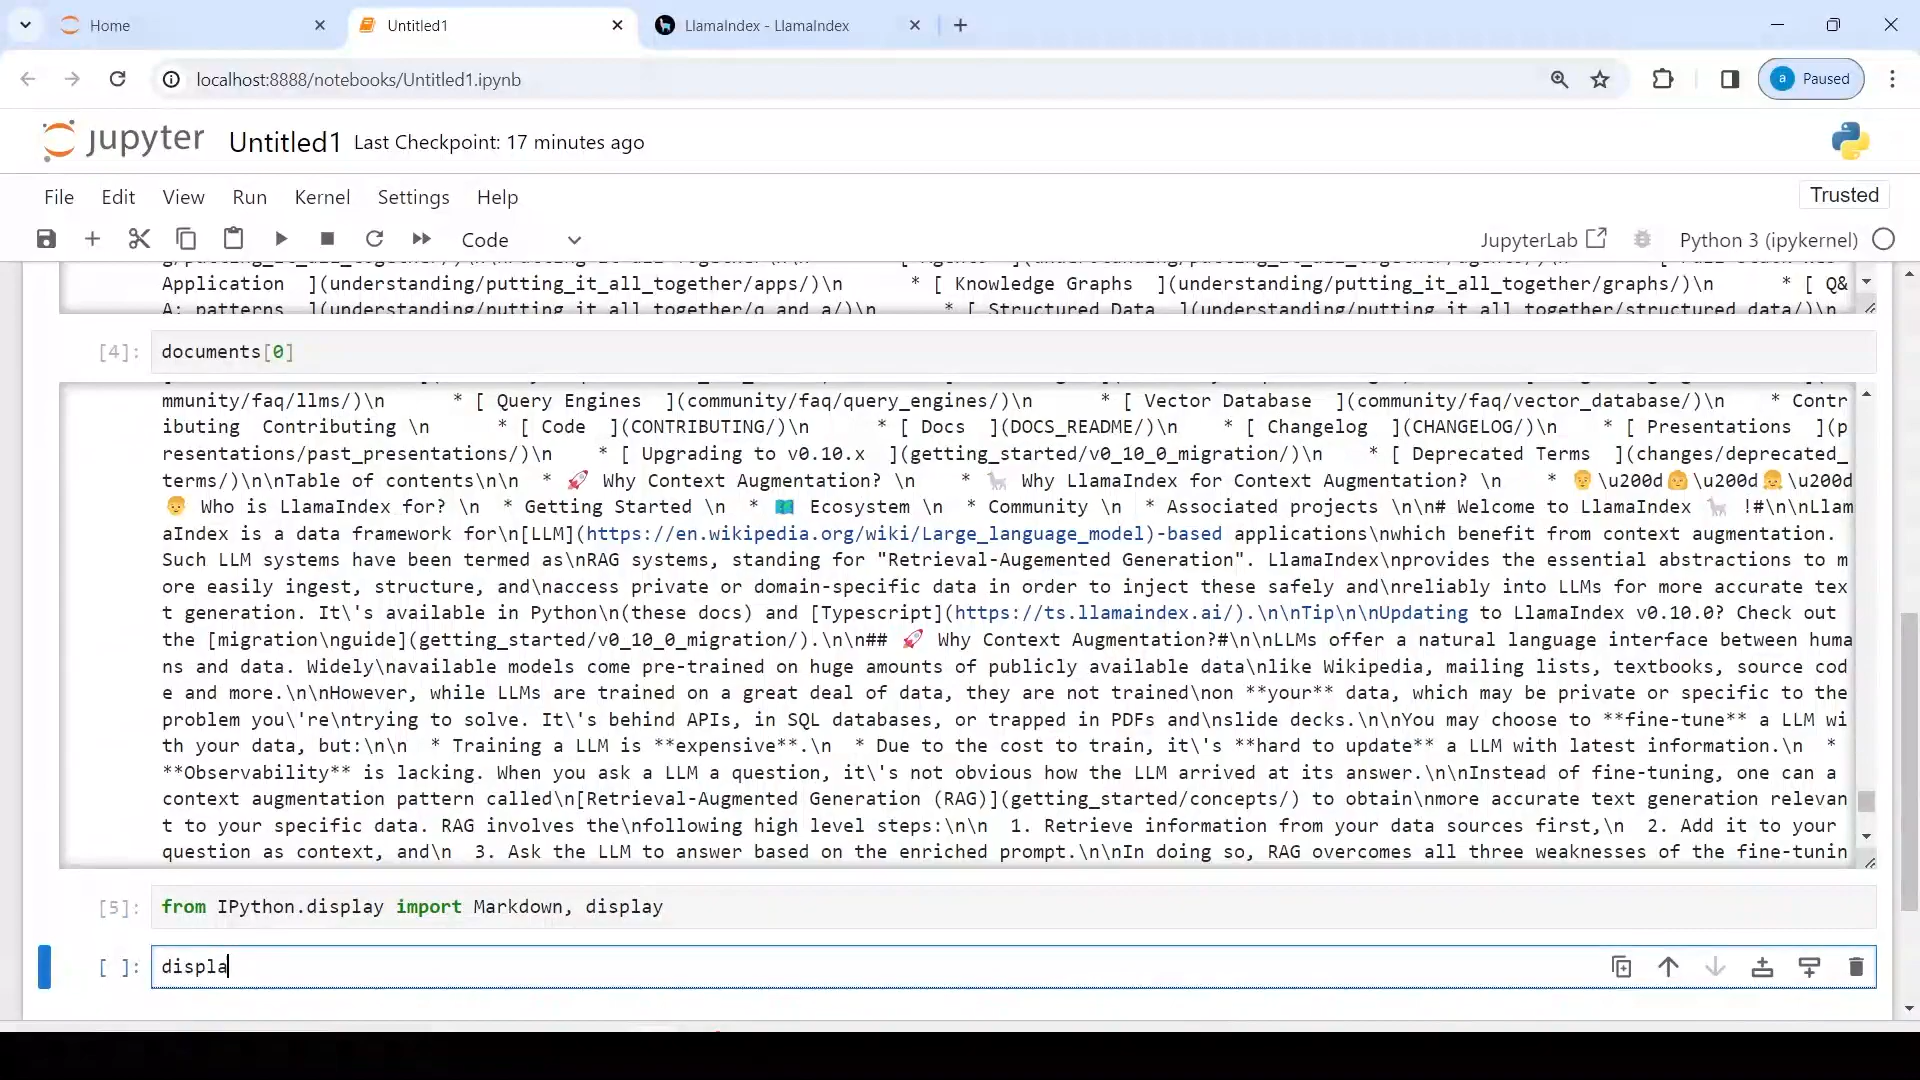 Home
Untitled1
LlamaIndex - LlamaIndex
localhost:8888/notebooks/Untitled1.ipynb
a Paused
jupyter Untitled1 Last Checkpoint: 17 minutes ago
File Edit View Run Kernel Settings Help
Trusted
Code
JupyterLab
Python 3 (ipykernel)
Application  ](understanding/putting_it_all_together/apps/)\n      * [ Knowledge Graphs  ](understanding/putting_it_all_together/graphs/)\n      * [ Q&
A: patterns  ](understanding/putting_it_all_together/q_and_a/)\n      * [ Structured Data  ](understanding/putting_it_all_together/structured_data/)\n
[4]: documents[0]
mmunity/faq/llms/)\n      * [ Query Engines  ](community/faq/query_engines/)\n      * [ Vector Database  ](community/faq/vector_database/)\n    * Contr
ibuting  Contributing \n      * [ Code  ](CONTRIBUTING/)\n      * [ Docs  ](DOCS_README/)\n    * [ Changelog  ](CHANGELOG/)\n    * [ Presentations  ](p
resentations/past_presentations/)\n    * [ Upgrading to v0.10.x  ](getting_started/v0_10_0_migration/)\n    * [ Deprecated Terms  ](changes/deprecated_
terms/)\n\nTable of contents\n\n  * 🚀 Why Context Augmentation? \n    * 🦙 Why LlamaIndex for Context Augmentation? \n    * 👨\u200d👩\u200d👧\u200d
👦 Who is LlamaIndex for? \n  * Getting Started \n  * 🗺️ Ecosystem \n  * Community \n  * Associated projects \n\n# Welcome to LlamaIndex 🦙 !#\n\nLlam
aIndex is a data framework for\n[LLM](https://en.wikipedia.org/wiki/Large_language_model)-based applications\nwhich benefit from context augmentation.
Such LLM systems have been termed as\nRAG systems, standing for "Retrieval-Augemented Generation". LlamaIndex\nprovides the essential abstractions to m
ore easily ingest, structure, and\naccess private or domain-specific data in order to inject these safely and\nreliably into LLMs for more accurate tex
t generation. It\'s available in Python\n(these docs) and [Typescript](https://ts.llamaindex.ai/).\n\nTip\n\nUpdating to LlamaIndex v0.10.0? Check out
the [migration\nguide](getting_started/v0_10_0_migration/).\n\n## 🚀 Why Context Augmentation?#\n\nLLMs offer a natural language interface between huma
ns and data. Widely\navailable models come pre-trained on huge amounts of publicly available data\nlike Wikipedia, mailing lists, textbooks, source cod
e and more.\n\nHowever, while LLMs are trained on a great deal of data, they are not trained\non **your** data, which may be private or specific to the
problem you\'re\ntrying to solve. It\'s behind APIs, in SQL databases, or trapped in PDFs and\nslide decks.\n\nYou may choose to **fine-tune** a LLM wi
th your data, but:\n\n  * Training a LLM is **expensive**.\n  * Due to the cost to train, it\'s **hard to update** a LLM with latest information.\n  *
**Observability** is lacking. When you ask a LLM a question, it\'s not obvious how the LLM arrived at its answer.\n\nInstead of fine-tuning, one can a
context augmentation pattern called\n[Retrieval-Augmented Generation (RAG)](getting_started/concepts/) to obtain\nmore accurate text generation relevan
t to your specific data. RAG involves the\nfollowing high level steps:\n\n  1. Retrieve information from your data sources first,\n  2. Add it to your
question as context, and\n  3. Ask the LLM to answer based on the enriched prompt.\n\nIn doing so, RAG overcomes all three weaknesses of the fine-tunin
[5]: from IPython.display import Markdown, display
[ ]: displa